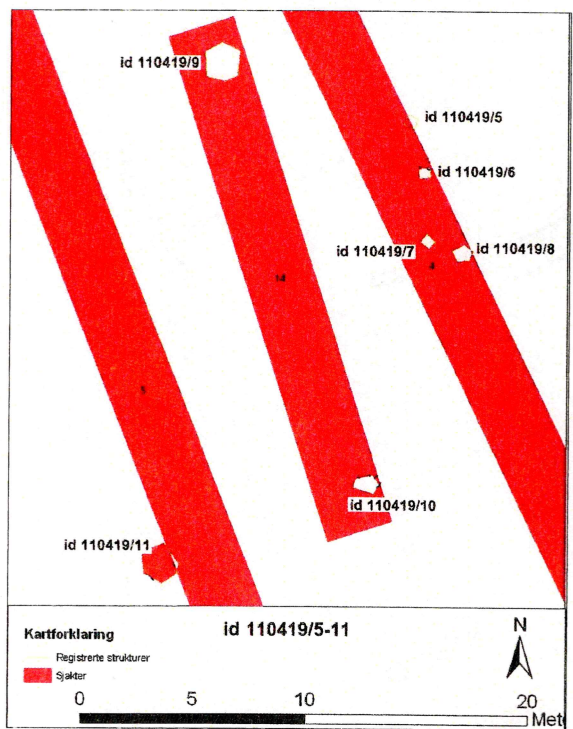 id 110419/9
id 110419/5
id 110419/6
id 110419/7
id 110419/8
id 110419/10
id 110419/11
Kartforklaring
id 110419/5-11
N
Registrerte strukturer
Sjakter
0 5 10 20
Mete